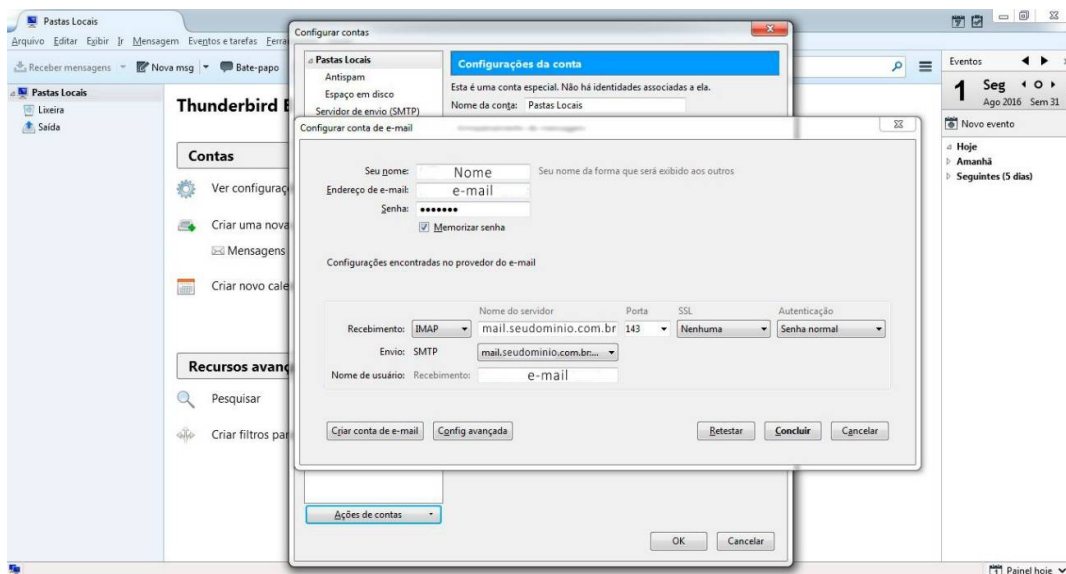 Pastas Locais
Arquivo Editar Exibir Ir Mensagem Eventos e tarefas
Receber mensagens Nova msg Bate-papo
Pastas Locais
Lixeira
Saída
Thunderbird
Contas
Ver
Criar uma nova
Mensagens
Criar novo
Recursos
Pesquisar
Criar filtros
Configurar contas
Pastas Locais
Antispam
Espaço em disco
Servidor de envio (SMTP)
Configurações da conta
Esta é uma conta especial. Não há identidades associadas a ela.
Nome da conta: Pastas Locais
Configurar conta de e-mail
Seu nome: Nome Seu nome da forma que será exibido aos outros
Endereço de e-mail: e-mail
Senha: •••••••
Memorizar senha
Configurações encontradas no provedor do e-mail
Nome do servidor Porta SSL Autenticação
Recebimento: IMAP mail.seudominio.com.br 143 Nenhuma Senha normal
Envio: SMTP mail.seudominio.com.br:...
Nome de usuário: Recebimento: e-mail
Criar conta de e-mail Config avançada Retestar Concluir Cancelar
Ações de contas
OK Cancelar
Eventos
1 Seg
Ago 2016 Sem 31
Novo evento
Hoje
Amanhã
Seguintes (5 dias)
Painel hoje